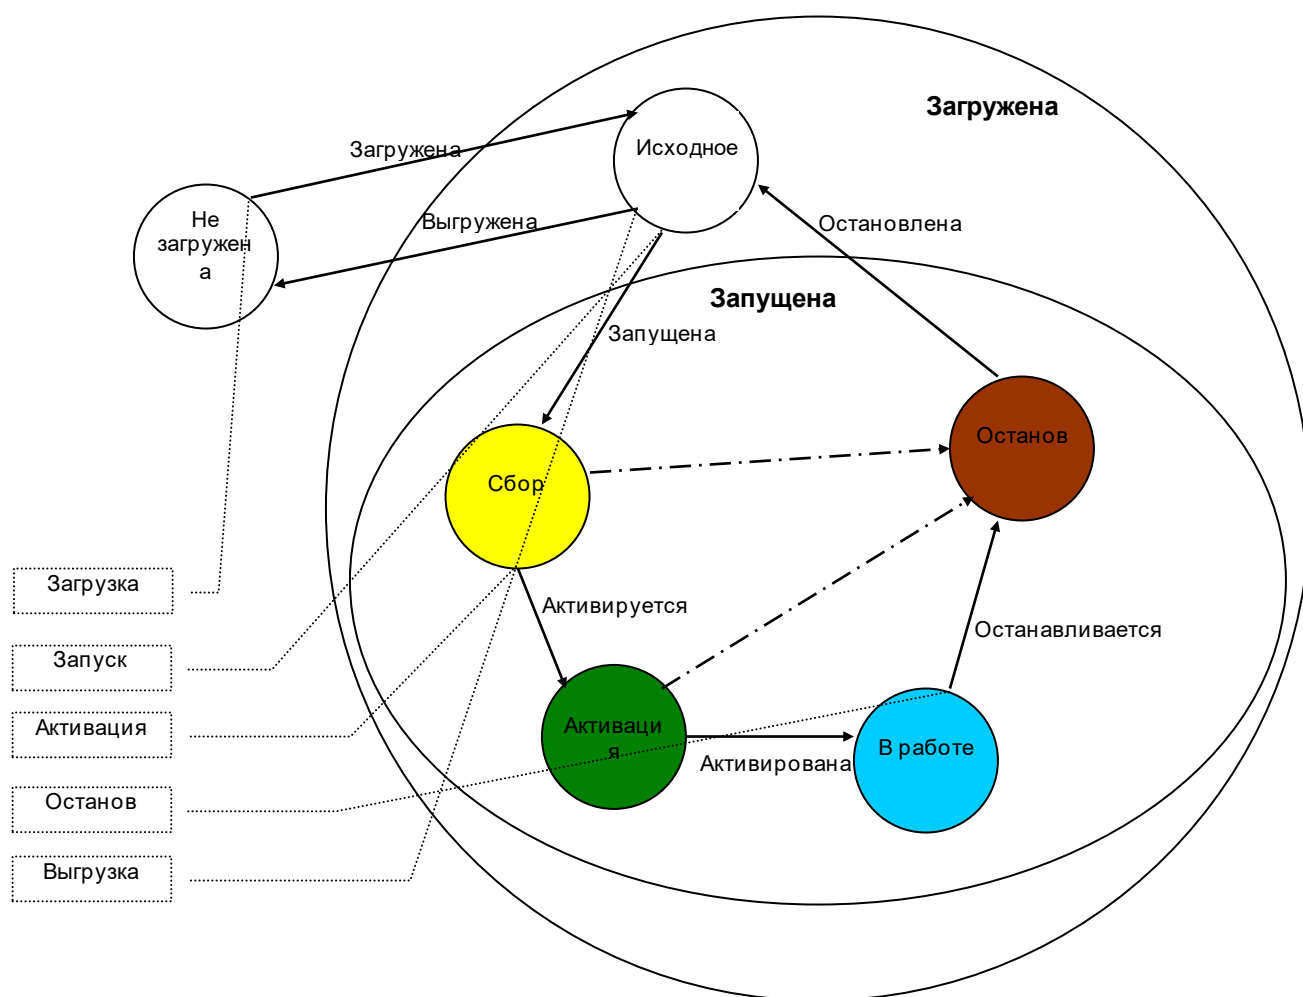 Загружена
Исходное
Загружена
Не
загружен
а
Выгружена
Остановлена
Запущена
Запущена
Останов
Сбор
Загрузка
Активируется
Останавливается
Запуск
Активация
Активаци
я
В работе
Активирована
Останов
Выгрузка